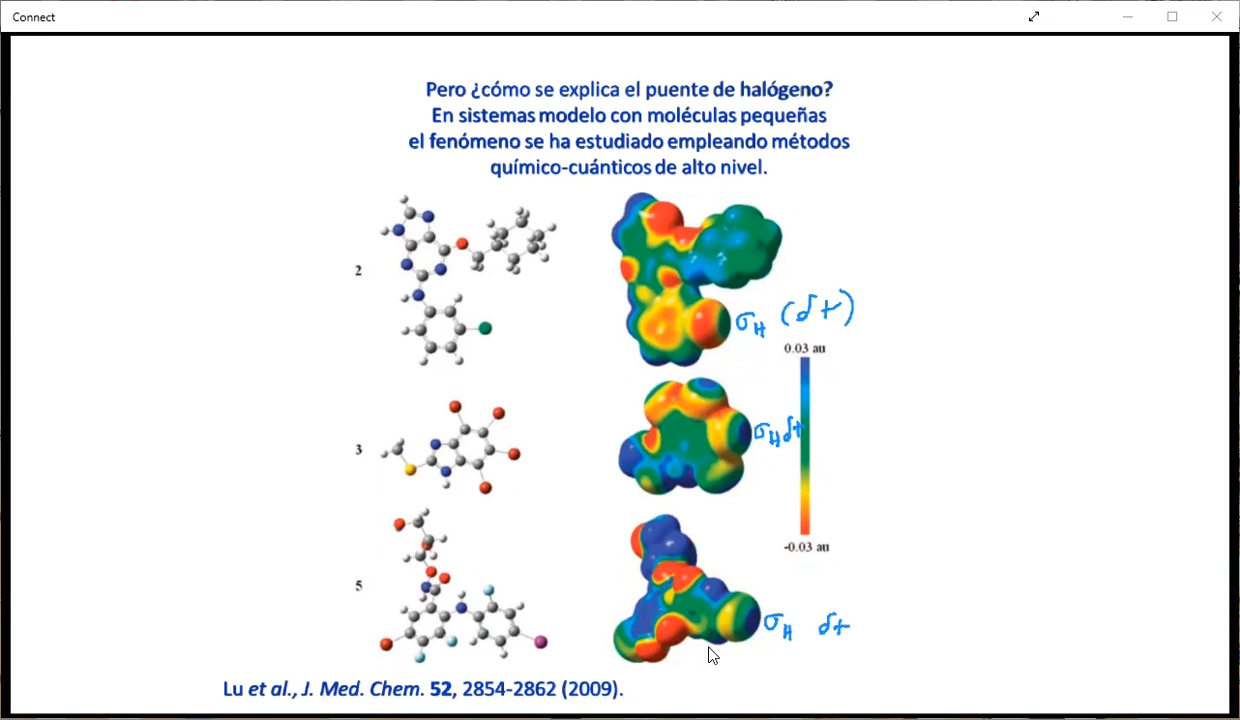 Connect
Pero ¿cómo se explica el puente de halógeno?
En sistemas modelo con moléculas pequeñas
el fenómeno se ha estudiado empleando métodos
químico-cuánticos de alto nivel.
2
σH (δ+)
0.03 au
3
σH δ+
-0.03 au
5
σH δ+
Lu et al., J. Med. Chem. 52, 2854-2862 (2009).